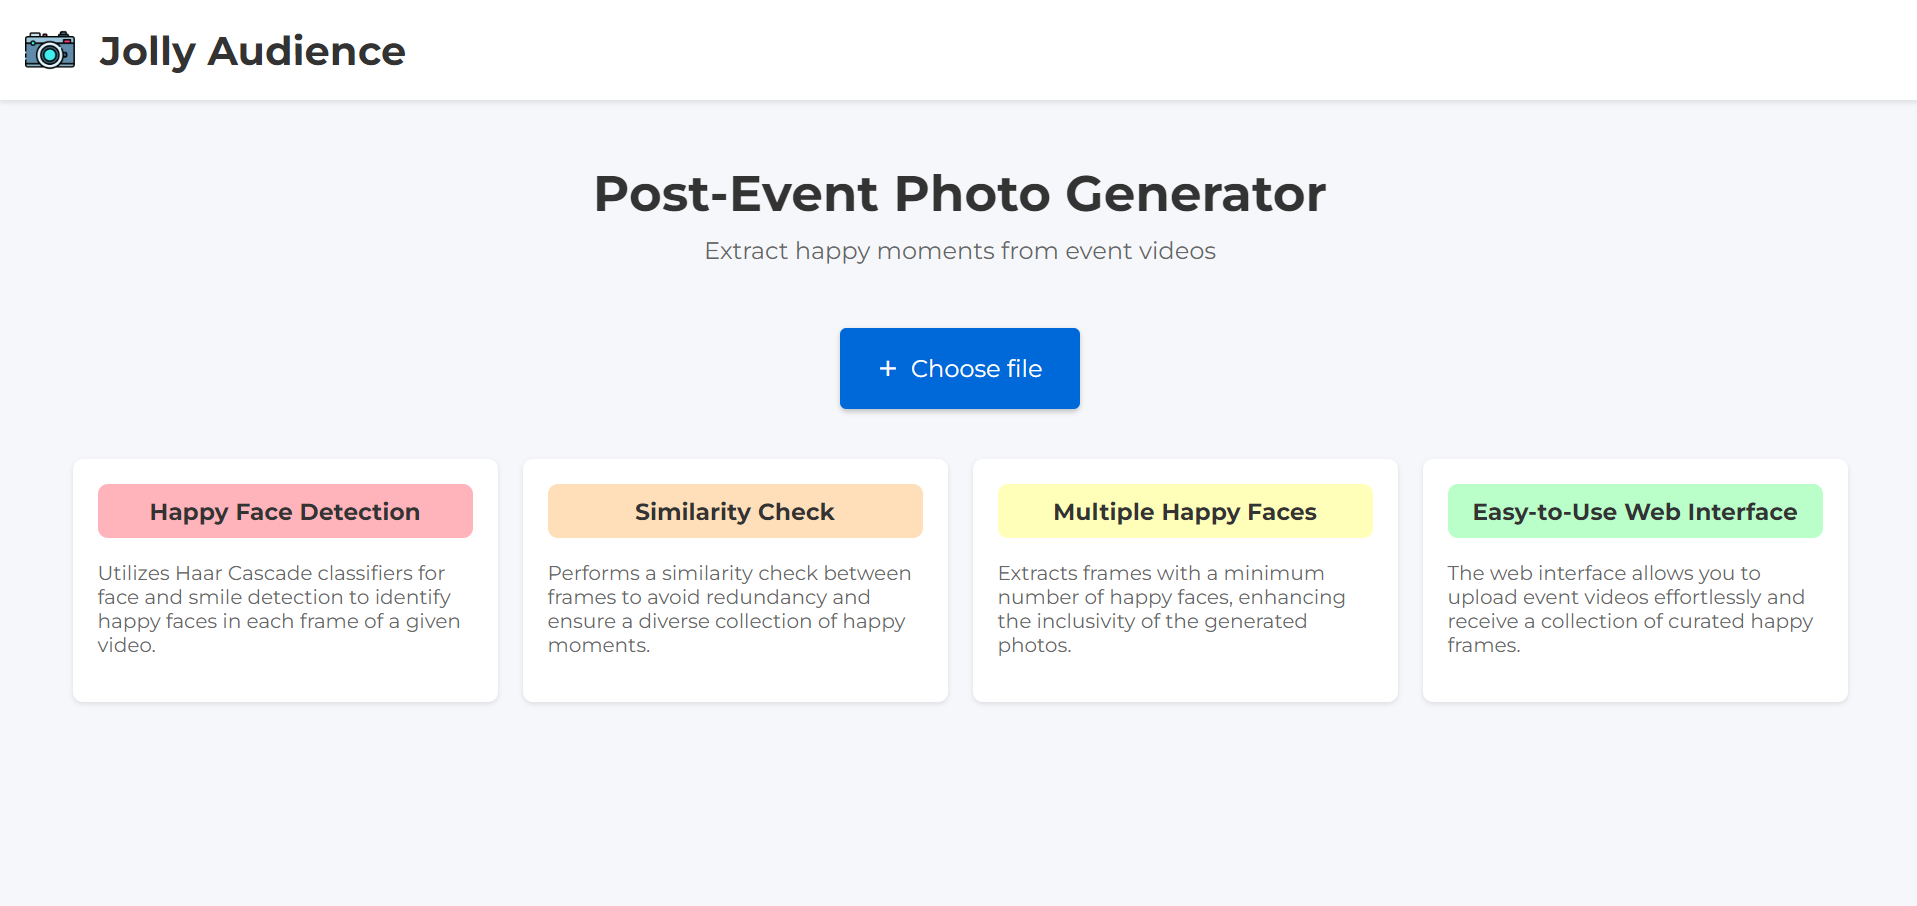 Jolly Audience
Post-Event Photo Generator
Extract happy moments from event videos
+ Choose file
Happy Face Detection
Utilizes Haar Cascade classifiers for
face and smile detection to identify
happy faces in each frame of a given
video.
Similarity Check
Performs a similarity check between
frames to avoid redundancy and
ensure a diverse collection of happy
moments.
Multiple Happy Faces
Extracts frames with a minimum
number of happy faces, enhancing
the inclusivity of the generated
photos.
Easy-to-Use Web Interface
The web interface allows you to
upload event videos effortlessly and
receive a collection of curated happy
frames.